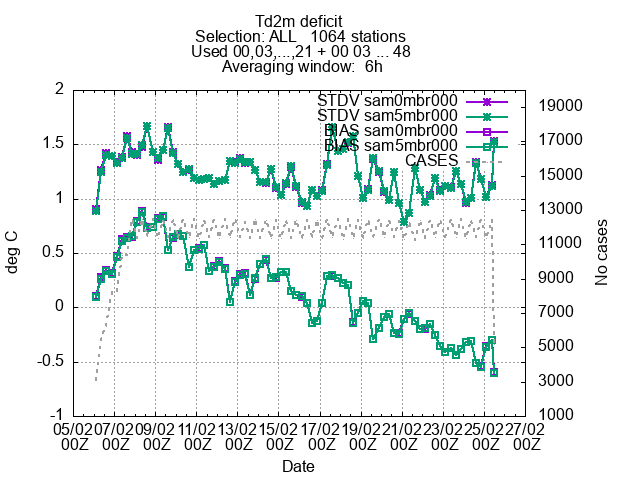 Td2m deficit
Selection: ALL 1064 stations
Used 00,03,...,21 + 00 03 ... 48
Averaging window: 6h
STDV sam0mbr000
STDV sam5mbr000
BIAS sam0mbr000
BIAS sam5mbr000
CASES
2
1.5
1
0.5
0
-0.5
-1
deg C
19000
17000
15000
13000
11000
9000
7000
5000
3000
1000
No cases
05/02 07/02 09/02 11/02 13/02 15/02 17/02 19/02 21/02 23/02 25/02 27/02
00Z 00Z 00Z 00Z 00Z 00Z 00Z 00Z 00Z 00Z 00Z 00Z
Date